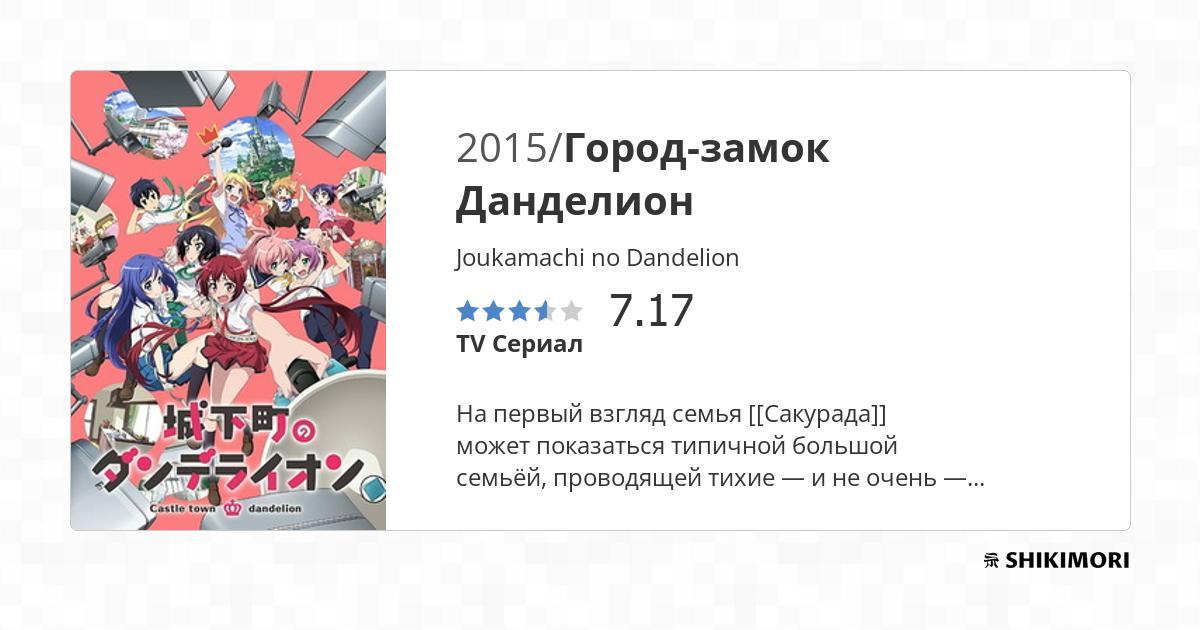 城下町の
ダンデライオン
Castle town dandelion
2015/Город-замок
Данделион
Joukamachi no Dandelion
7.17
TV Сериал
На первый взгляд семья [[Сакурада]]
может показаться типичной большой
семьёй, проводящей тихие — и не очень —...
SHIKIMORI